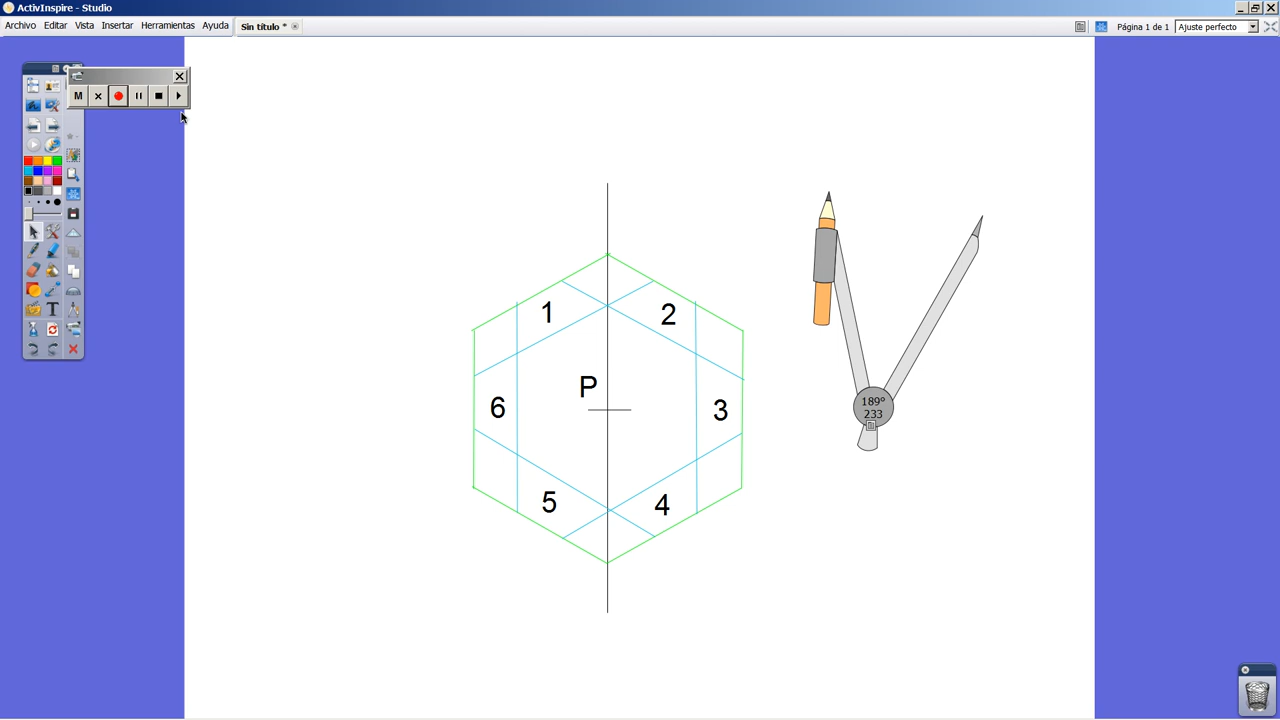 ActivInspire - Studio
Archivo Editar Vista Insertar Herramientas Ayuda
Sin título *
Página 1 de 1
Ajuste perfecto
M
T
1
2
P
6
3
5
4
189º
233